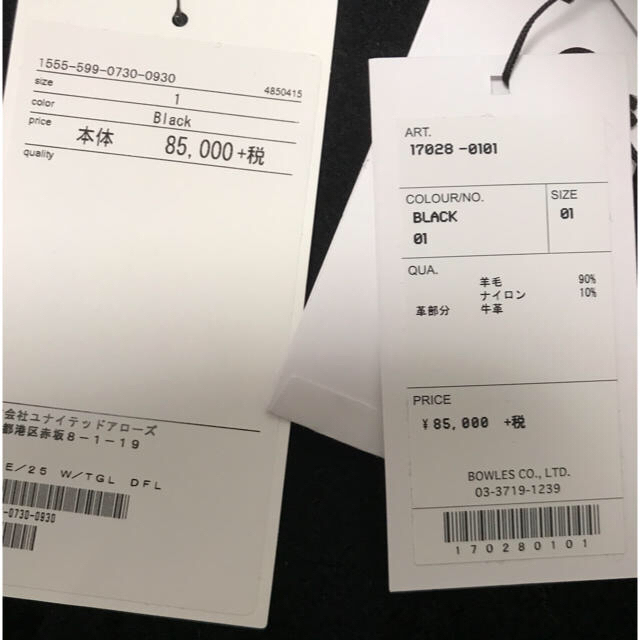 1555-599-0730-0930
4850415
size 1
color Black
price 本体 85,000+税
quality
会社ユナイテッドアローズ
都港区赤坂8-1-19
E/25 W/TGL DFL
-0730-0930
ART.
17028-0101
COLOUR/NO.
BLACK
01
SIZE
01
QUA.
羊毛 90%
ナイロン 10%
革部分 牛革
PRICE
¥85,000 +税
BOWLES CO., LTD.
03-3719-1239
170280101